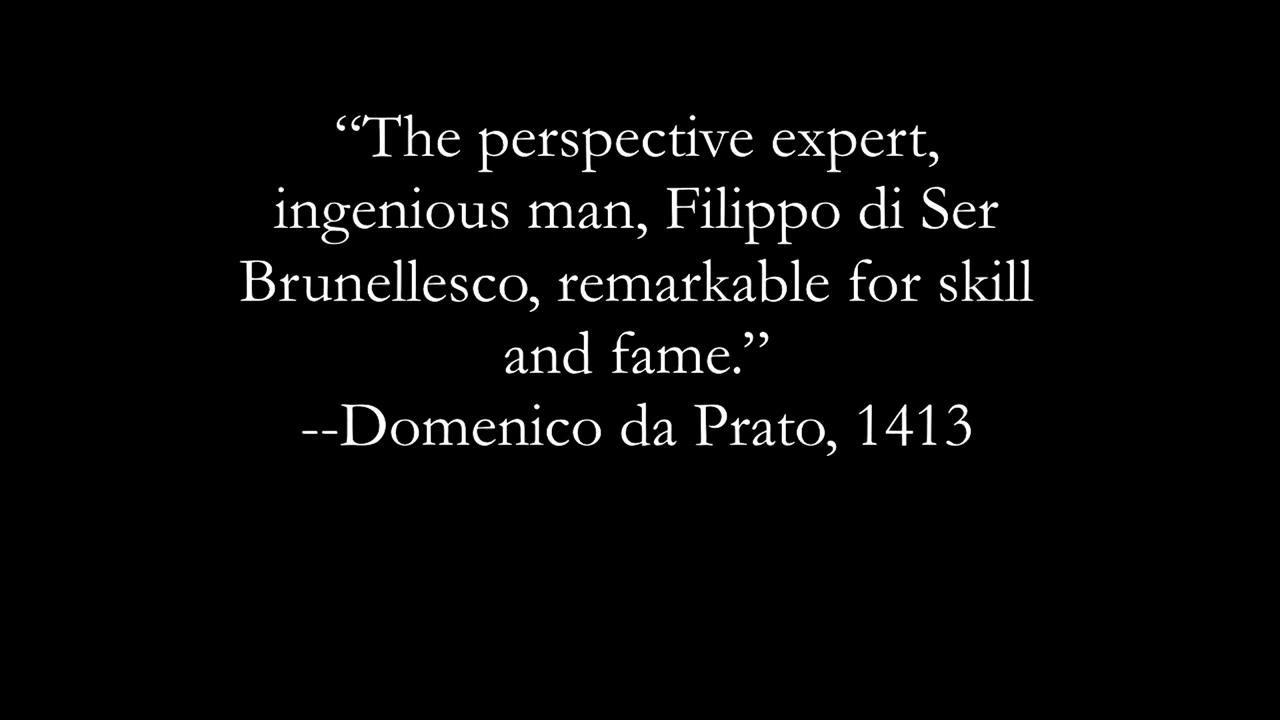 “The perspective expert,
ingenious man, Filippo di Ser
Brunellesco, remarkable for skill
and fame.”
--Domenico da Prato, 1413